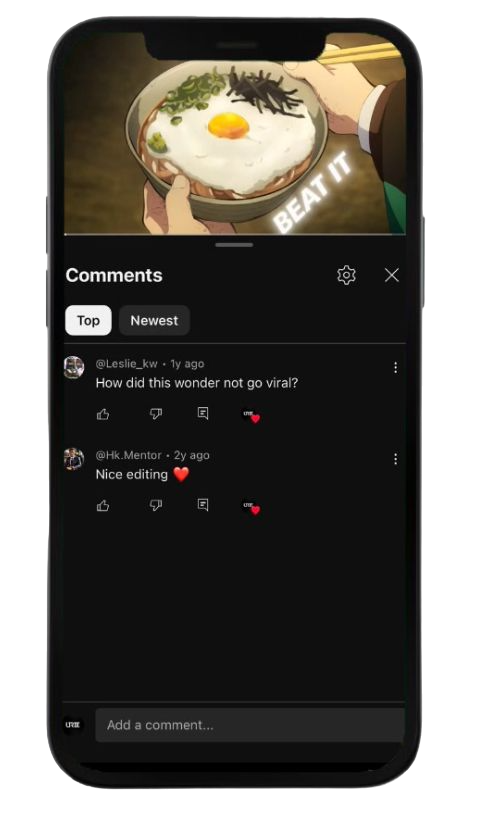 BEAT IT
Comments
Top
Newest
@Leslie_kw • 1y ago
How did this wonder not go viral?
@Hk.Mentor • 2y ago
Nice editing ❤️
Add a comment...